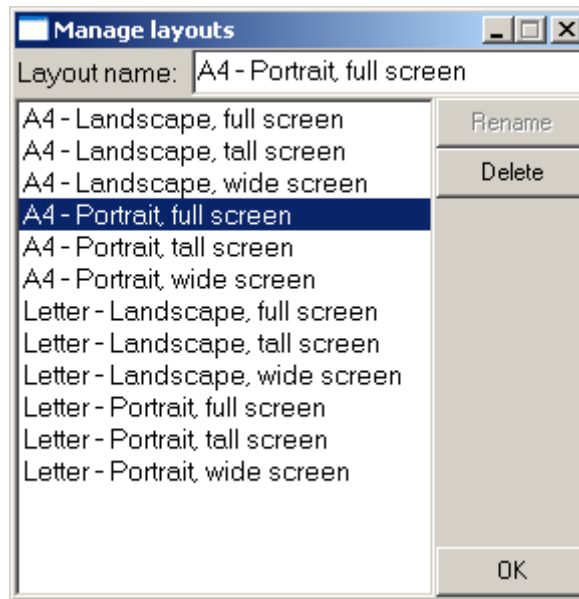 Manage layouts
Layout name: A4 - Portrait, full screen
A4 - Landscape, full screen
A4 - Landscape, tall screen
A4 - Landscape, wide screen
A4 - Portrait, full screen
A4 - Portrait, tall screen
A4 - Portrait, wide screen
Letter - Landscape, full screen
Letter - Landscape, tall screen
Letter - Landscape, wide screen
Letter - Portrait, full screen
Letter - Portrait, tall screen
Letter - Portrait, wide screen
Rename
Delete
OK